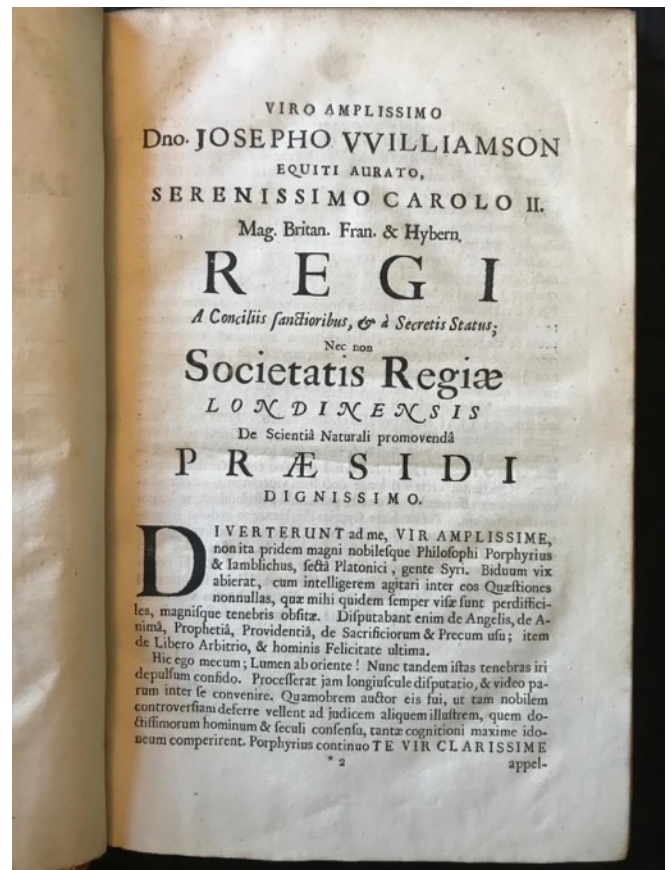 VIRO AMPLISSIMO
Dno. JOSEPHO VVILLIAMSON
EQUITI AURATO,
SERENISSIMO CAROLO II.
Mag. Britan. Fran. & Hybern.
REGI
A Conciliis ſanctioribus, & à Secretis Status;
Nec non
Societatis Regiæ
LONDINENSIS
De Scientiâ Naturali promovendâ
PRÆSIDI
DIGNISSIMO.
DIVERTERUNT ad me, VIR AMPLISSIME,
non ita pridem magni nobileſque Philoſophi Porphyrius
& Iamblichus, ſectâ Platonici, gente Syri. Biduum vix
abierat, cum intelligerem agitari inter eos Quæſtiones
nonnullas, quæ mihi quidem ſemper viſæ ſunt perdiffici-
les, magniſque tenebris obſitæ. Diſputabant enim de Angelis, de A-
nimâ, Prophetiâ, Providentiâ, de Sacrificiorum & Precum uſu; item
de Libero Arbitrio, & hominis Felicitate ultima.
Hic ego mecum; Lumen ab oriente! Nunc tandem iſtas tenebras iri
depulſum confido. Proceſſerat jam longiuſcule diſputatio, & video pa-
rum inter ſe convenire. Quamobrem auctor eis fui, ut tam nobilem
controverſiam deferre vellent ad judicem aliquem illuſtrem, quem do-
ctiſſimorum hominum & ſeculi conſenſu, tantæ cognitioni maxime ido-
neum comperirent. Porphyrius continuo TE VIR CLARISSIME
* 2 appel-